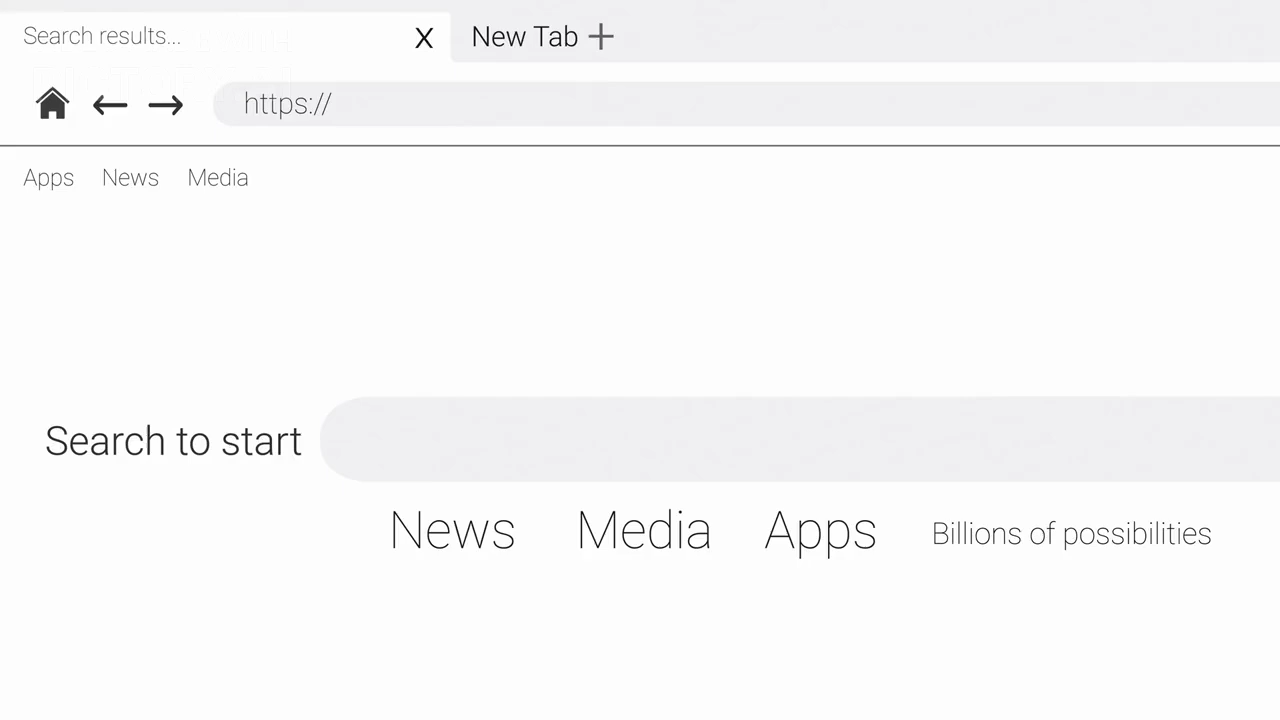 Search results... X New Tab +
https://
Apps News Media
Search to start
News Media Apps Billions of possibilities